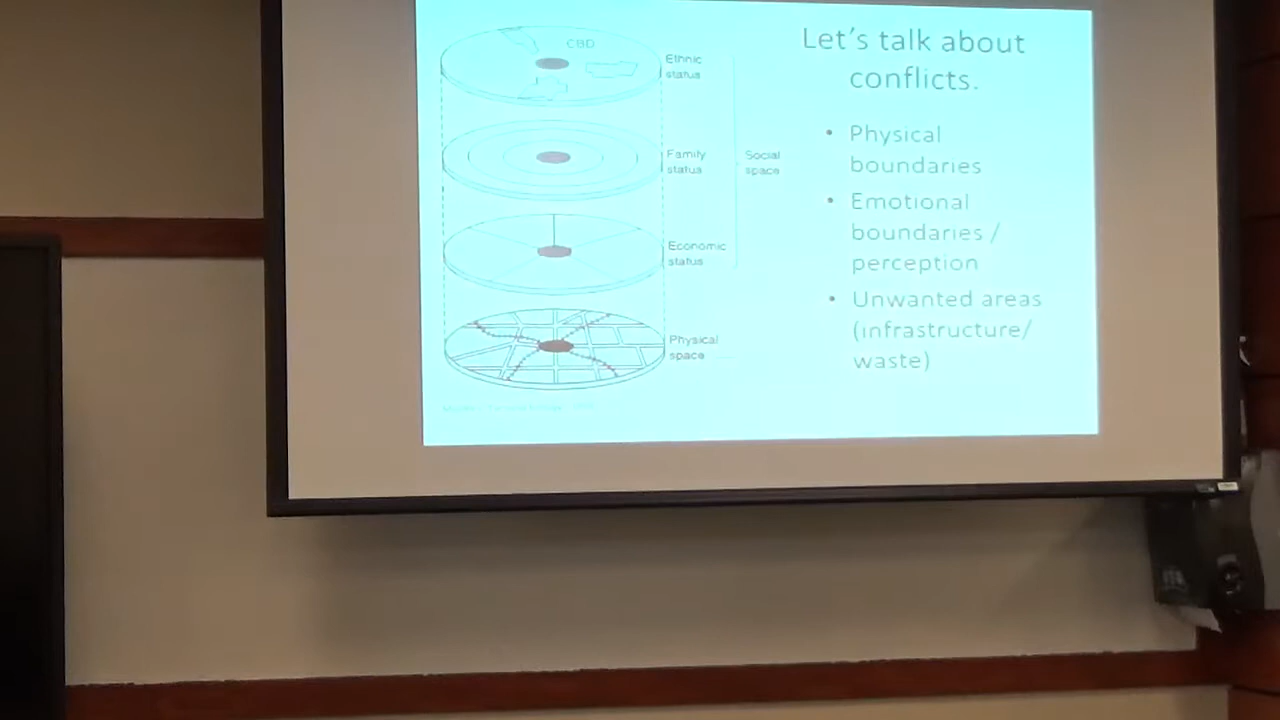 CBD
Ethnic
status
Family
status
Social
space
Economic
status
Physical
space
Let's talk about
conflicts.
• Physical
boundaries
• Emotional
boundaries /
perception
• Unwanted areas
(infrastructure/
waste)